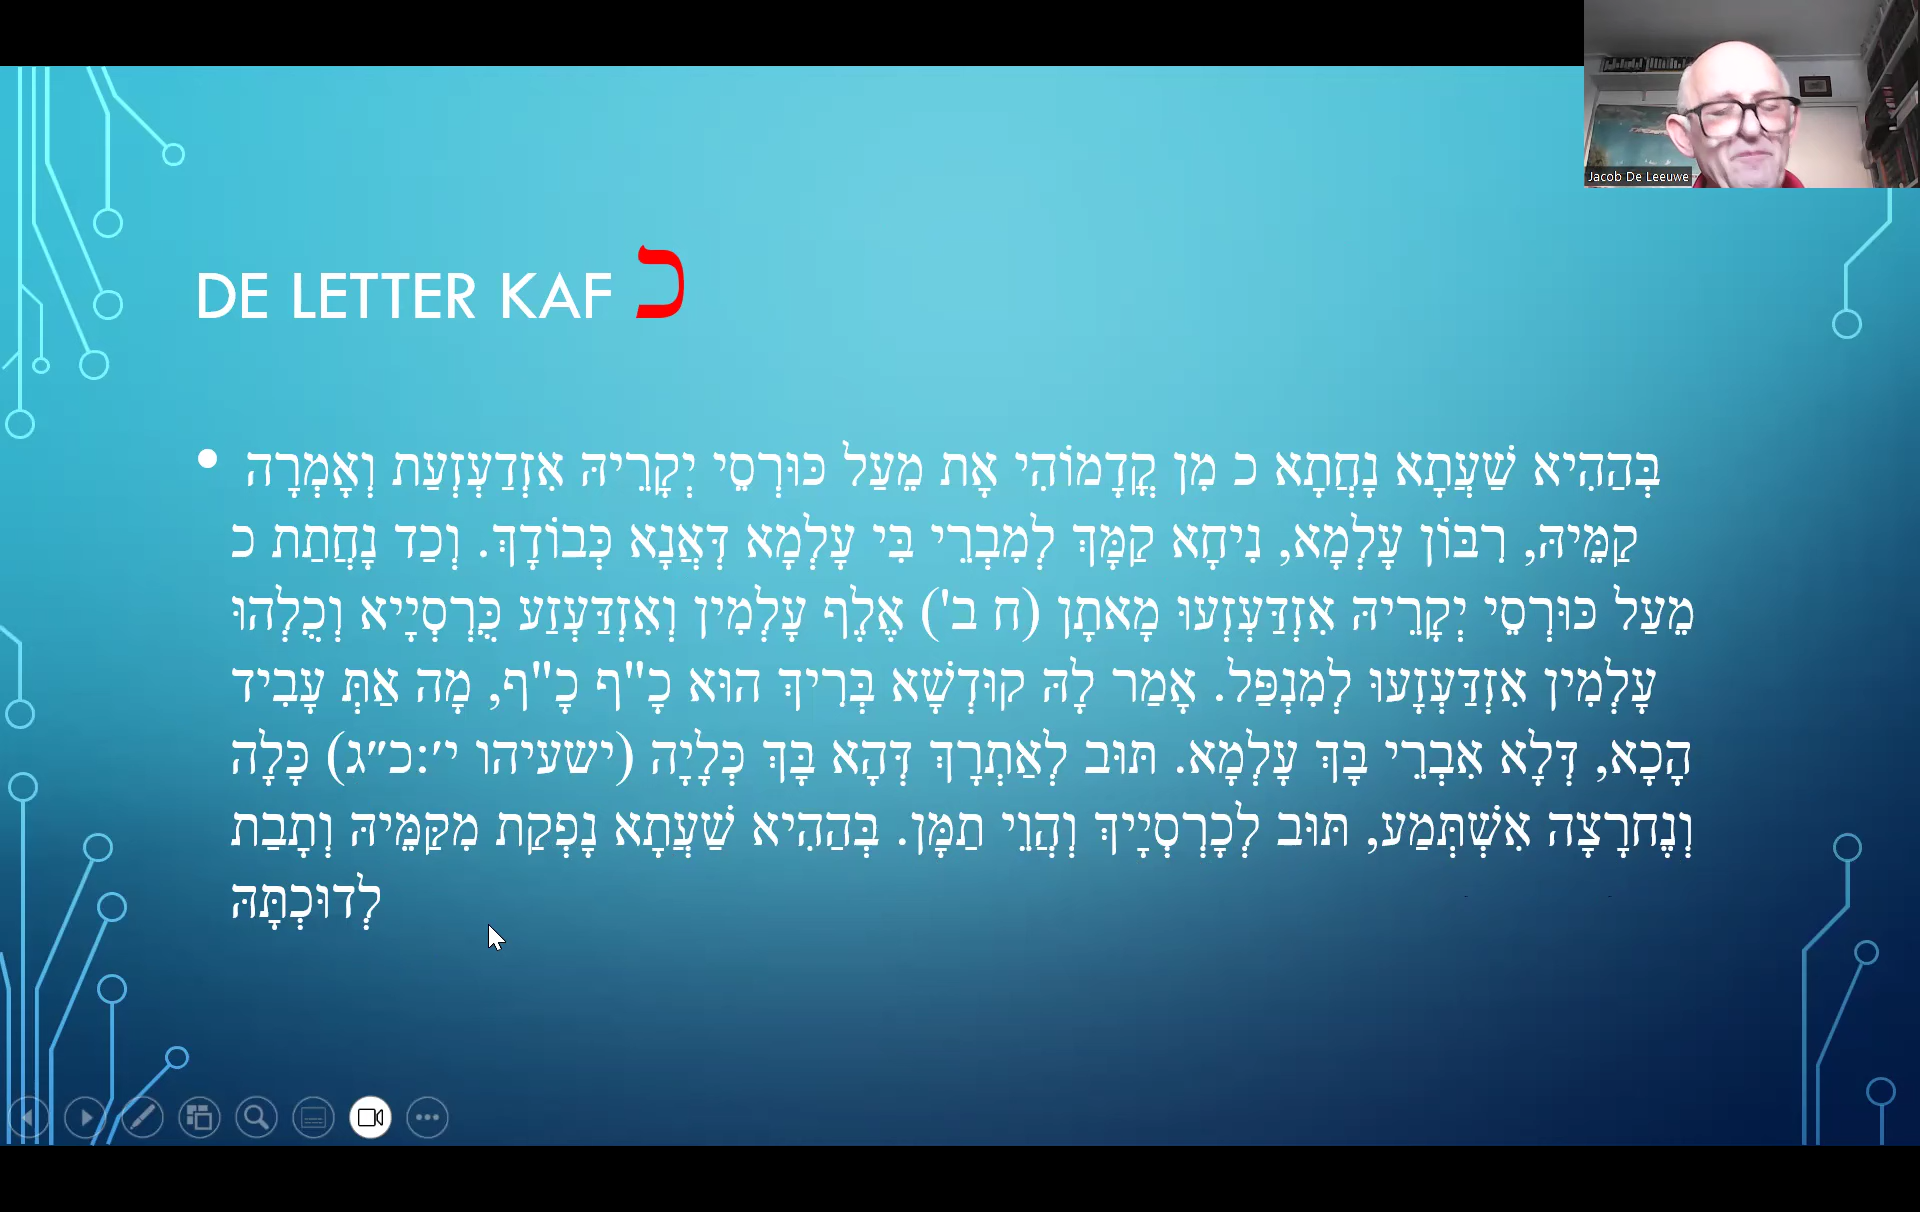 Jacob De Leeuwe
DE LETTER KAF כ
בְּהַהִיא שַׁעֲתָא נָחֲתָא כ מִן קֳדָמוֹהִי אָת מֵעַל כּוּרְסֵי יְקָרֵיהּ אִזְדַעְזְעַת וְאָמְרָה
קַמֵּיהּ, רִבּוֹן עָלְמָא, נִיחָא קַמָּךְ לְמִבְרֵי בִּי עָלְמָא דְּאֲנָא כְּבוֹדָךְ. וְכַד נָחֲתַת כ
מֵעַל כּוּרְסֵי יְקָרֵיהּ אִזְדַּעְזְעוּ מָאתָן (ח ב') אֶלֶף עָלְמִין וְאִזְדַּעְזַע כֻּרְסְיָיא וְכֻלְּהוּ
עָלְמִין אִזְדַּעְזָעוּ לְמִנְפַּל. אָמַר לָהּ קוּדְשָׁא בְּרִיךְ הוּא כָ"ף כָ"ף, מָה אַתְּ עָבִיד
הָכָא, דְּלָא אִבְרֵי בָּךְ עָלְמָא. תּוּב לְאַתְרָךְ דְּהָא בָּךְ כְּלָיָה (ישעיהו י׳:כ״ג) כָּלָה
וְנֶחרָצָה אִשְׁתְּמַע, תּוּב לְכָרְסְיָיךְ וְהֲוֵי תַמָּן. בְּהַהִיא שַׁעֲתָא נָפְקַת מִקַּמֵּיהּ וְתָבַת
לְדוּכְתָּהּ